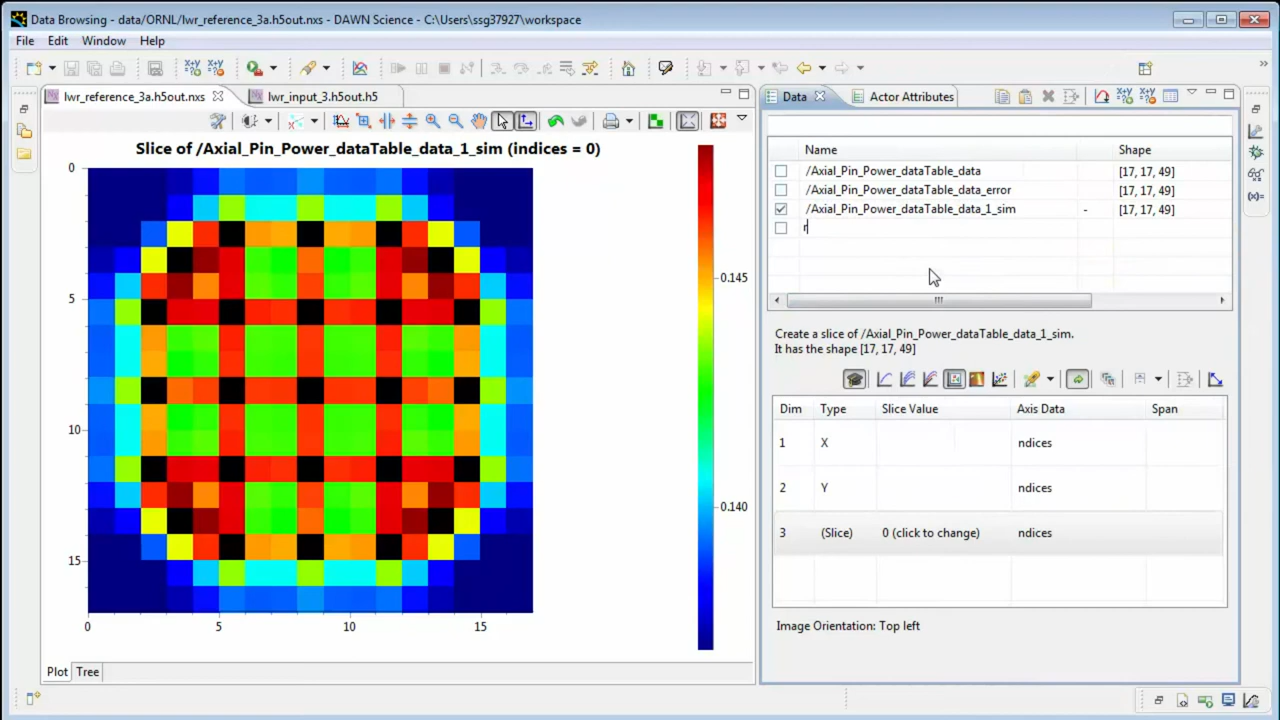 Data Browsing - data/ORNL/lwr_reference_3a.h5out.nxs - DAWN Science - C:\Users\ssg37927\workspace
File Edit Window Help
lwr_reference_3a.h5out.nxs
lwr_input_3.h5out.h5
Slice of /Axial_Pin_Power_dataTable_data_1_sim (indices = 0)
0
5
10
15
0 5 10 15
0.145
0.140
Plot Tree
Data Actor Attributes
Name Shape
/Axial_Pin_Power_dataTable_data [17, 17, 49]
/Axial_Pin_Power_dataTable_data_error [17, 17, 49]
/Axial_Pin_Power_dataTable_data_1_sim - [17, 17, 49]
r
Create a slice of /Axial_Pin_Power_dataTable_data_1_sim.
It has the shape [17, 17, 49]
Dim Type Slice Value Axis Data Span
1 X ndices
2 Y ndices
3 (Slice) 0 (click to change) ndices
Image Orientation: Top left